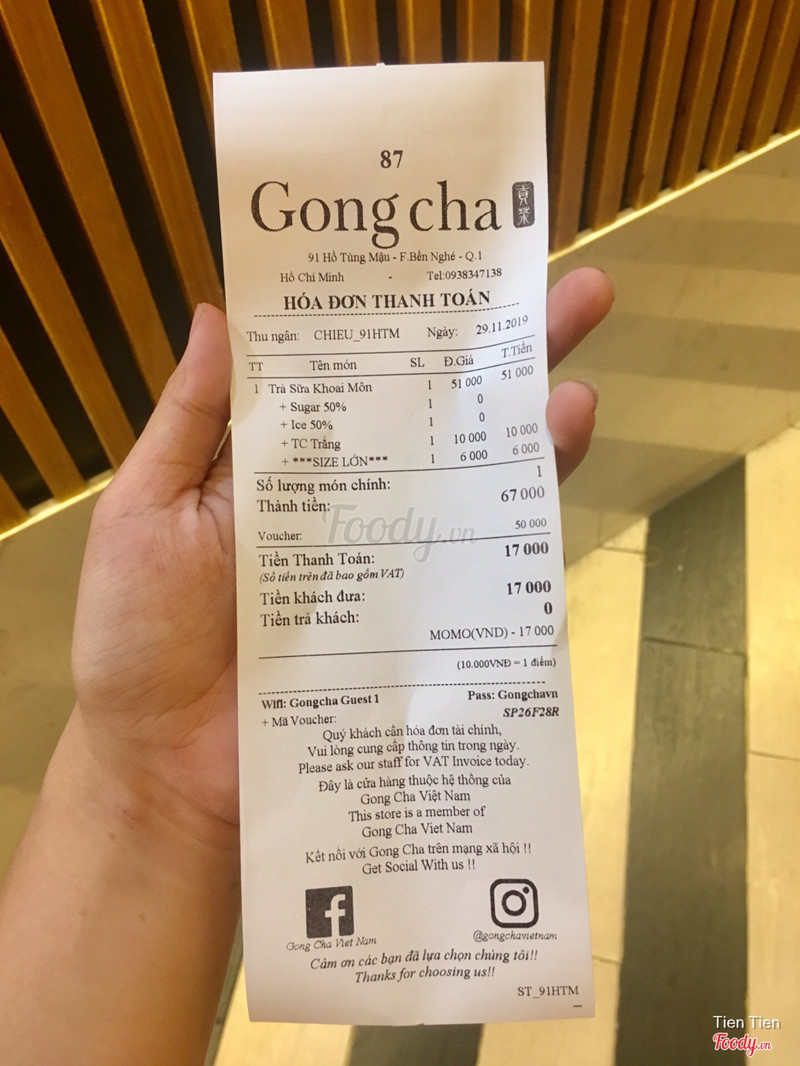 87
Gong cha 貢茶
91 Hồ Tùng Mậu - F.Bến Nghé - Q.1
Hồ Chí Minh - Tel:0938347138
HÓA ĐƠN THANH TOÁN
Thu ngân: CHIEU_91HTM Ngày: 29.11.2019
TT Tên món SL Đ.Giá T.Tiền
1 Trà Sữa Khoai Môn 1 51 000 51 000
+ Sugar 50% 1 0
+ Ice 50% 1 0
+ TC Trắng 1 10 000 10 000
+ ***SIZE LỚN*** 1 6 000 6 000
Số lượng món chính: 1
Thành tiền: 67 000
Voucher: 50 000
Tiền Thanh Toán: 17 000
(Số tiền trên đã bao gồm VAT)
Tiền khách đưa: 17 000
Tiền trả khách: 0
MOMO(VND) - 17 000
(10.000VNĐ = 1 điểm)
Wifi: Gongcha Guest 1 Pass: Gongchavn
+ Mã Voucher: SP26F28R
Quý khách cần hóa đơn tài chính,
Vui lòng cung cấp thông tin trong ngày.
Please ask our staff for VAT Invoice today.
Đây là cửa hàng thuộc hệ thống của
Gong Cha Việt Nam
This store is a member of
Gong Cha Viet Nam
Kết nối với Gong Cha trên mạng xã hội !!
Get Social With us !!
Gong Cha Viet Nam @gongchavietnam
Cảm ơn các bạn đã lựa chọn chúng tôi!!
Thanks for choosing us!!
ST_91HTM
Foody.vn
Tien Tien
Foody.vn